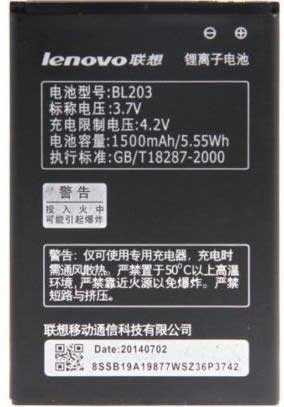 ⊖ ⊕
lenovo联想 锂离子电池
电池型号:BL203
标称电压:3.7V
充电限制电压:4.2V
电池容量:1500mAh/5.55Wh
执行标准:GB/T18287-2000
警告
投入火中
可能引起爆炸
警告:仅可使用专用充电器,充电时
需通风散热。严禁置于50℃以上高温
环境,严禁靠近火源以免爆炸。严禁
短路与挤压。
联想移动通信科技有限公司
Date:20140702
8SSB19A19877WSZ36P3742